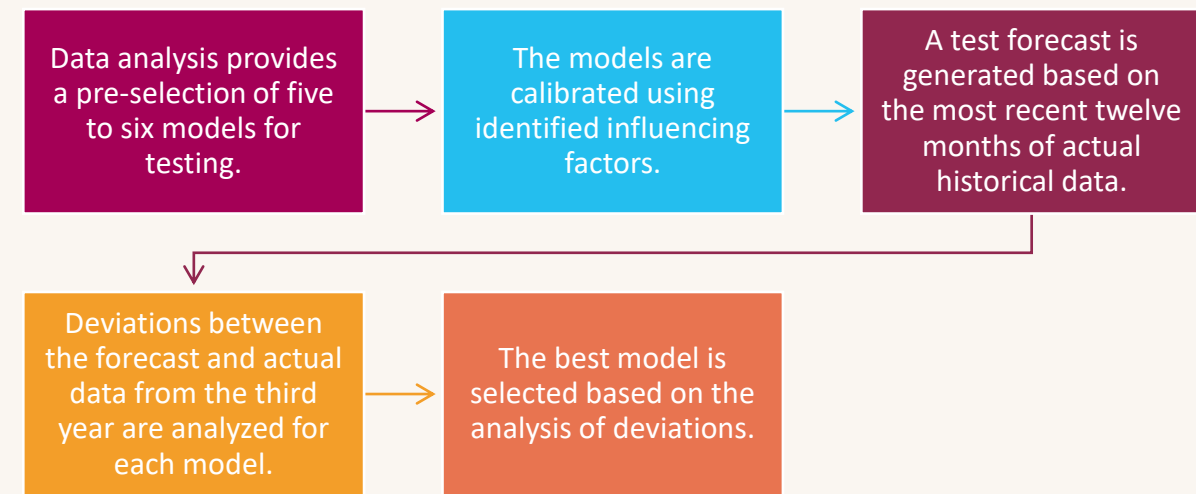 Data analysis provides
a pre-selection of five
to six models for
testing.
The models are
calibrated using
identified influencing
factors.
A test forecast is
generated based on
the most recent twelve
months of actual
historical data.
Deviations between
the forecast and actual
data from the third
year are analyzed for
each model.
The best model is
selected based on the
analysis of deviations.